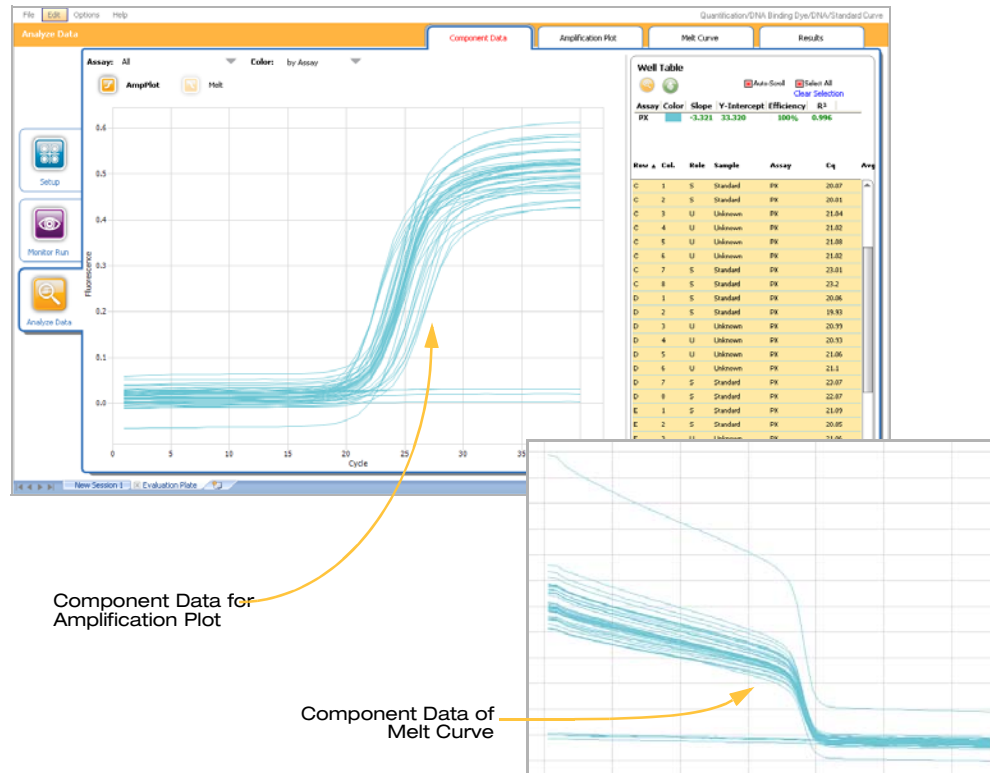 File Edit Options Help
Quantification/DNA Binding Dye/DNA/Standard Curve
Analyze Data
Component Data Amplification Plot Melt Curve Results
Assay: All Color: by Assay
AmpPlot Melt
Well Table
Auto-Scroll Select All
Clear Selection
Assay Color Slope Y-Intercept Efficiency R²
PX -3.321 33.320 100% 0.996
Row Col. Role Sample Assay Cq Avg
C 1 S Standard PX 20.07
C 2 S Standard PX 20.01
C 3 U Unknown PX 21.04
C 4 U Unknown PX 21.02
C 5 U Unknown PX 21.08
C 6 U Unknown PX 21.02
C 7 S Standard PX 23.01
C 8 S Standard PX 23.2
D 1 S Standard PX 20.06
D 2 S Standard PX 19.93
D 3 U Unknown PX 20.99
D 4 U Unknown PX 20.93
D 5 U Unknown PX 21.06
D 6 U Unknown PX 21.1
D 7 S Standard PX 23.07
D 8 S Standard PX 22.87
E 1 S Standard PX 21.09
E 2 S Standard PX 20.85
Setup
Monitor Run
Analyze Data
Fluorescence
0.6
0.5
0.4
0.3
0.2
0.1
0.0
0 5 10 15 20 25 30 35
Cycle
New Session 1 Evaluation Plate
Component Data for
Amplification Plot
Component Data of
Melt Curve